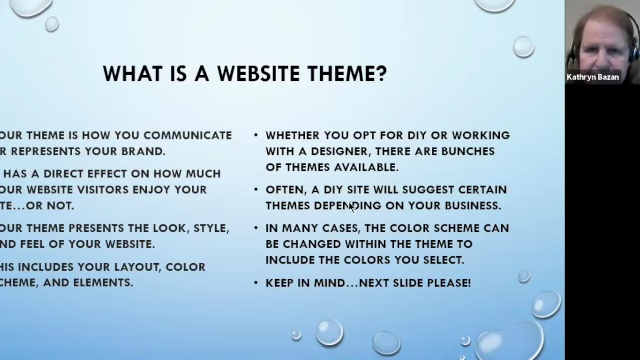 WHAT IS A WEBSITE THEME?
OUR THEME IS HOW YOU COMMUNICATE
R REPRESENTS YOUR BRAND.
HAS A DIRECT EFFECT ON HOW MUCH
OUR WEBSITE VISITORS ENJOY YOUR
TE...OR NOT.
OUR THEME PRESENTS THE LOOK, STYLE,
ND FEEL OF YOUR WEBSITE.
HIS INCLUDES YOUR LAYOUT, COLOR
CHEME, AND ELEMENTS.
• WHETHER YOU OPT FOR DIY OR WORKING
WITH A DESIGNER, THERE ARE BUNCHES
OF THEMES AVAILABLE.
• OFTEN, A DIY SITE WILL SUGGEST CERTAIN
THEMES DEPENDING ON YOUR BUSINESS.
• IN MANY CASES, THE COLOR SCHEME CAN
BE CHANGED WITHIN THE THEME TO
INCLUDE THE COLORS YOU SELECT.
• KEEP IN MIND...NEXT SLIDE PLEASE!
Kathryn Bazan